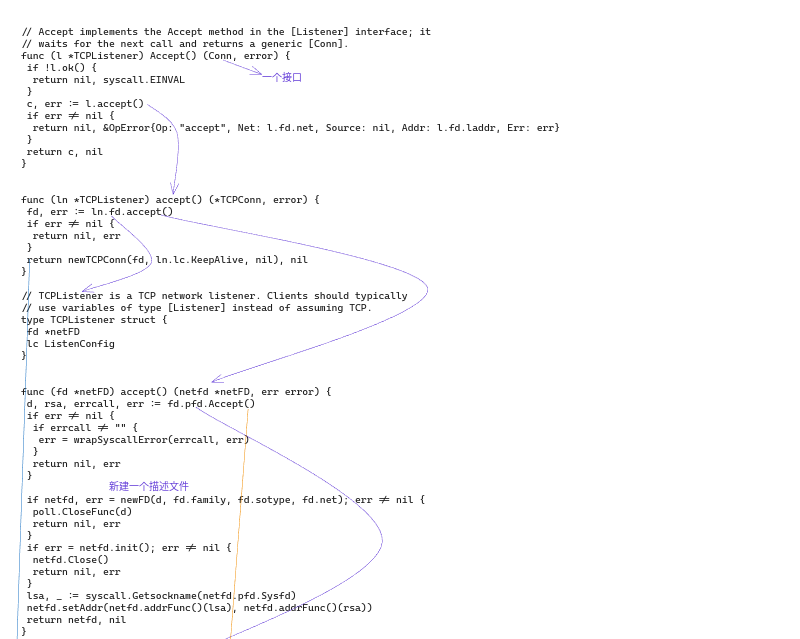 // Accept implements the Accept method in the [Listener] interface; it
// waits for the next call and returns a generic [Conn].
func (l *TCPListener) Accept() (Conn, error) {
if !l.ok() {
return nil, syscall.EINVAL
一个接口
}
c, err := l.accept()
if err != nil {
return nil, &OpError{Op: "accept", Net: l.fd.net, Source: nil, Addr: l.fd.laddr, Err: err}
}
return c, nil
}
func (ln *TCPListener) accept() (*TCPConn, error) {
fd, err := ln.fd.accept()
if err != nil {
return nil, err
}
return newTCPConn(fd, ln.lc.KeepAlive, nil), nil
}
// TCPListener is a TCP network listener. Clients should typically
// use variables of type [Listener] instead of assuming TCP.
type TCPListener struct {
fd *netFD
lc ListenConfig
}
func (fd *netFD) accept() (netfd *netFD, err error) {
d, rsa, errcall, err := fd.pfd.Accept()
if err != nil {
if errcall != "" {
err = wrapSyscallError(errcall, err)
}
return nil, err
}
新建一个描述文件
if netfd, err = newFD(d, fd.family, fd.sotype, fd.net); err != nil {
poll.CloseFunc(d)
return nil, err
}
if err = netfd.init(); err != nil {
netfd.Close()
return nil, err
}
lsa, _ := syscall.Getsockname(netfd.pfd.Sysfd)
netfd.setAddr(netfd.addrFunc()(lsa), netfd.addrFunc()(rsa))
return netfd, nil
}